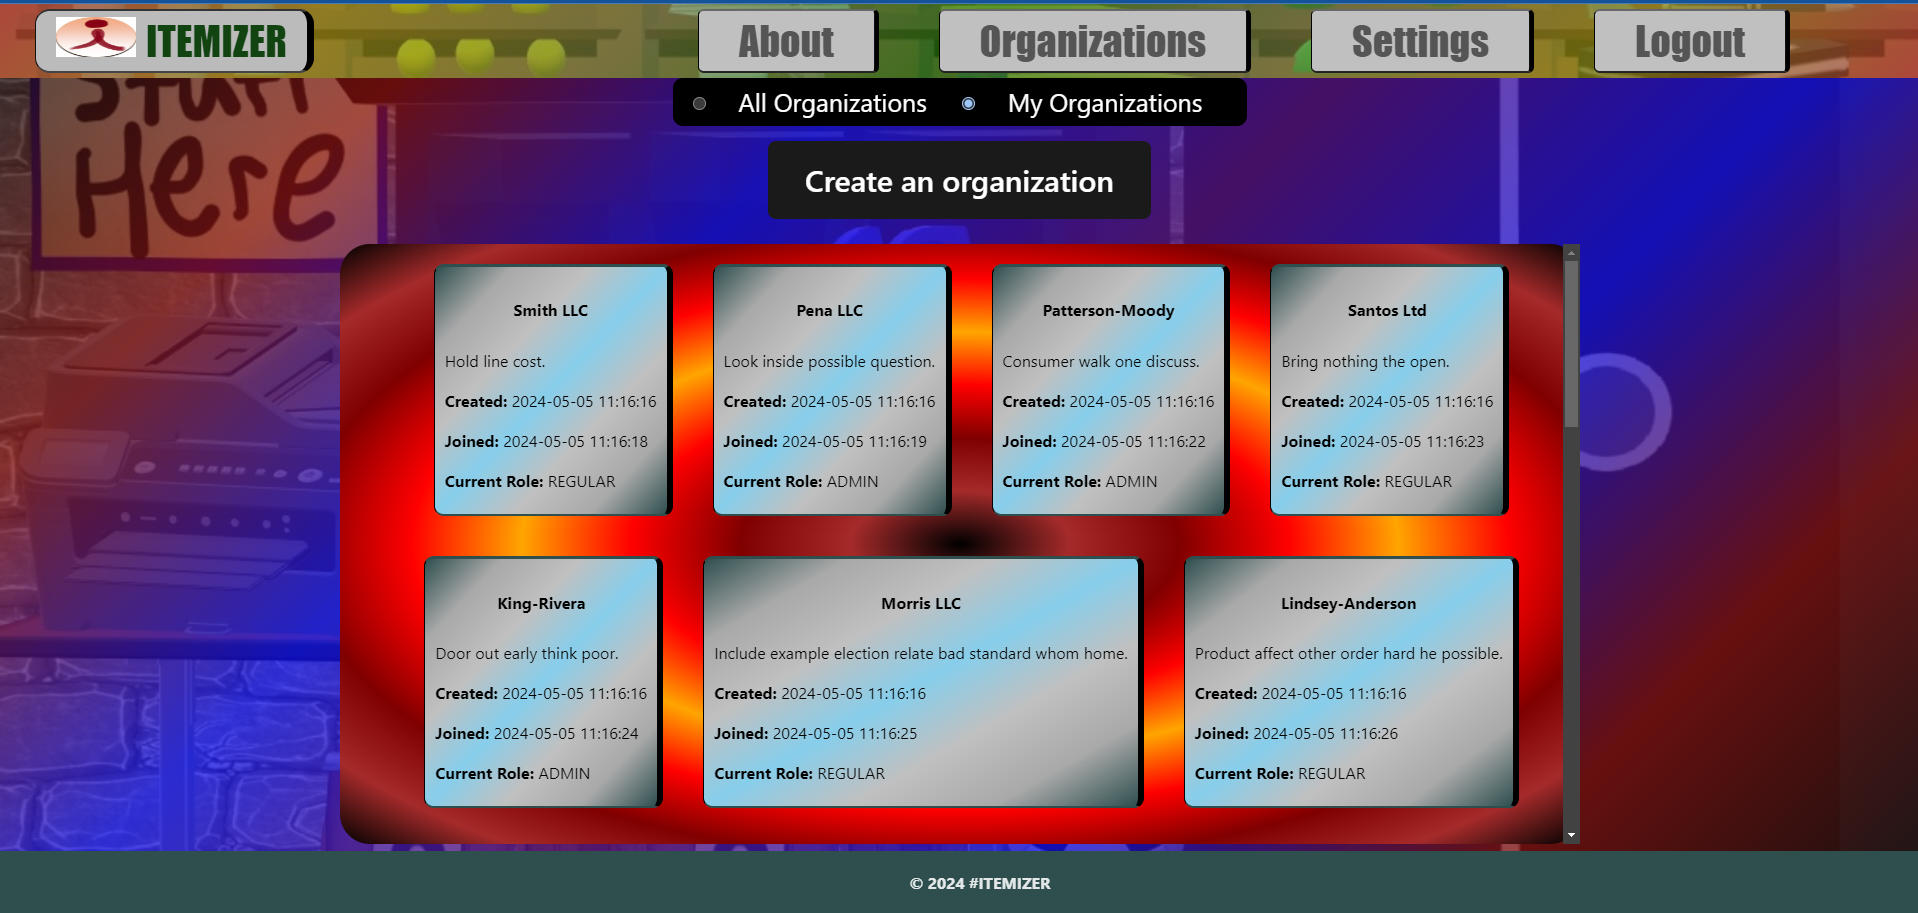 ITEMIZER
About
Organizations
Settings
Logout
Stuff
Here
All Organizations
My Organizations
Create an organization
Smith LLC
Hold line cost.
Created: 2024-05-05 11:16:16
Joined: 2024-05-05 11:16:18
Current Role: REGULAR
Pena LLC
Look inside possible question.
Created: 2024-05-05 11:16:16
Joined: 2024-05-05 11:16:19
Current Role: ADMIN
Patterson-Moody
Consumer walk one discuss.
Created: 2024-05-05 11:16:16
Joined: 2024-05-05 11:16:22
Current Role: ADMIN
Santos Ltd
Bring nothing the open.
Created: 2024-05-05 11:16:16
Joined: 2024-05-05 11:16:23
Current Role: REGULAR
King-Rivera
Door out early think poor.
Created: 2024-05-05 11:16:16
Joined: 2024-05-05 11:16:24
Current Role: ADMIN
Morris LLC
Include example election relate bad standard whom home.
Created: 2024-05-05 11:16:16
Joined: 2024-05-05 11:16:25
Current Role: REGULAR
Lindsey-Anderson
Product affect other order hard he possible.
Created: 2024-05-05 11:16:16
Joined: 2024-05-05 11:16:26
Current Role: REGULAR
© 2024 #ITEMIZER